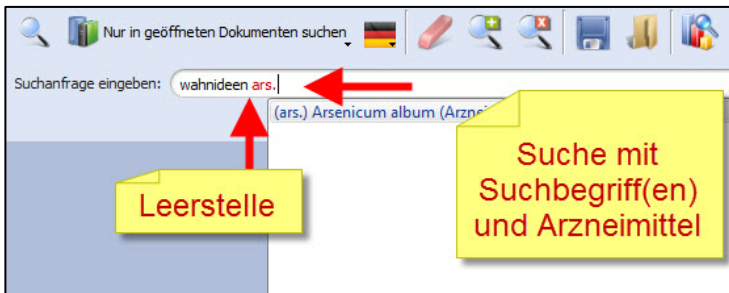 Nur in geöffneten Dokumenten suchen
Suchanfrage eingeben: wahnideen ars.
(ars.) Arsenicum album
Leerstelle
Suche mit
Suchbegriff(en)
und Arzneimittel